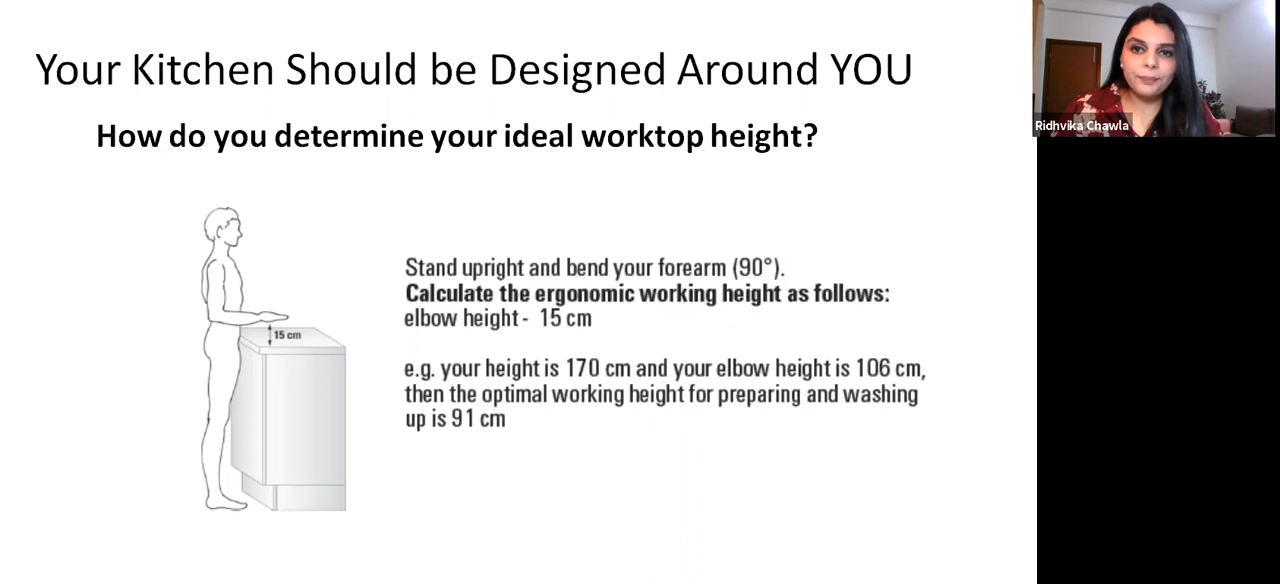 Your Kitchen Should be Designed Around YOU
How do you determine your ideal worktop height?
Stand upright and bend your forearm (90°).
Calculate the ergonomic working height as follows:
elbow height - 15 cm
e.g. your height is 170 cm and your elbow height is 106 cm,
then the optimal working height for preparing and washing
up is 91 cm
15 cm
Ridhvika Chawla